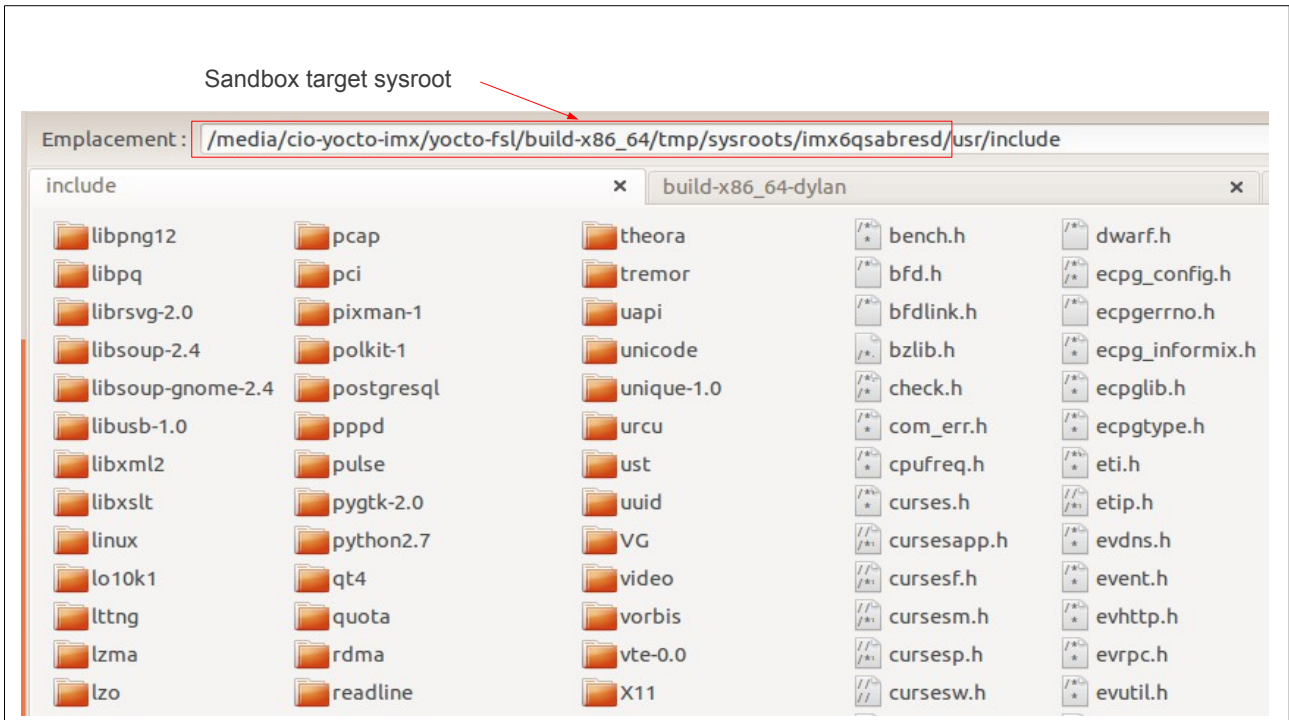 Sandbox target sysroot
Emplacement : /media/cio-yocto-imx/yocto-fsl/build-x86_64/tmp/sysroots/imx6qsabresd/usr/include
include × build-x86_64-dylan ×
libpng12 pcap theora bench.h dwarf.h
libpq pci tremor bfd.h ecpg_config.h
librsvg-2.0 pixman-1 uapi bfdlink.h ecpgerrno.h
libsoup-2.4 polkit-1 unicode bzlib.h ecpg_informix.h
libsoup-gnome-2.4 postgresql unique-1.0 check.h ecpglib.h
libusb-1.0 pppd urcu com_err.h ecpgtype.h
libxml2 pulse ust cpufreq.h eti.h
libxslt pygtk-2.0 uuid curses.h etip.h
linux python2.7 VG cursesapp.h evdns.h
lo10k1 qt4 video cursesf.h event.h
lttng quota vorbis cursesm.h evhttp.h
lzma rdma vte-0.0 cursesp.h evrpc.h
lzo readline X11 cursesw.h evutil.h